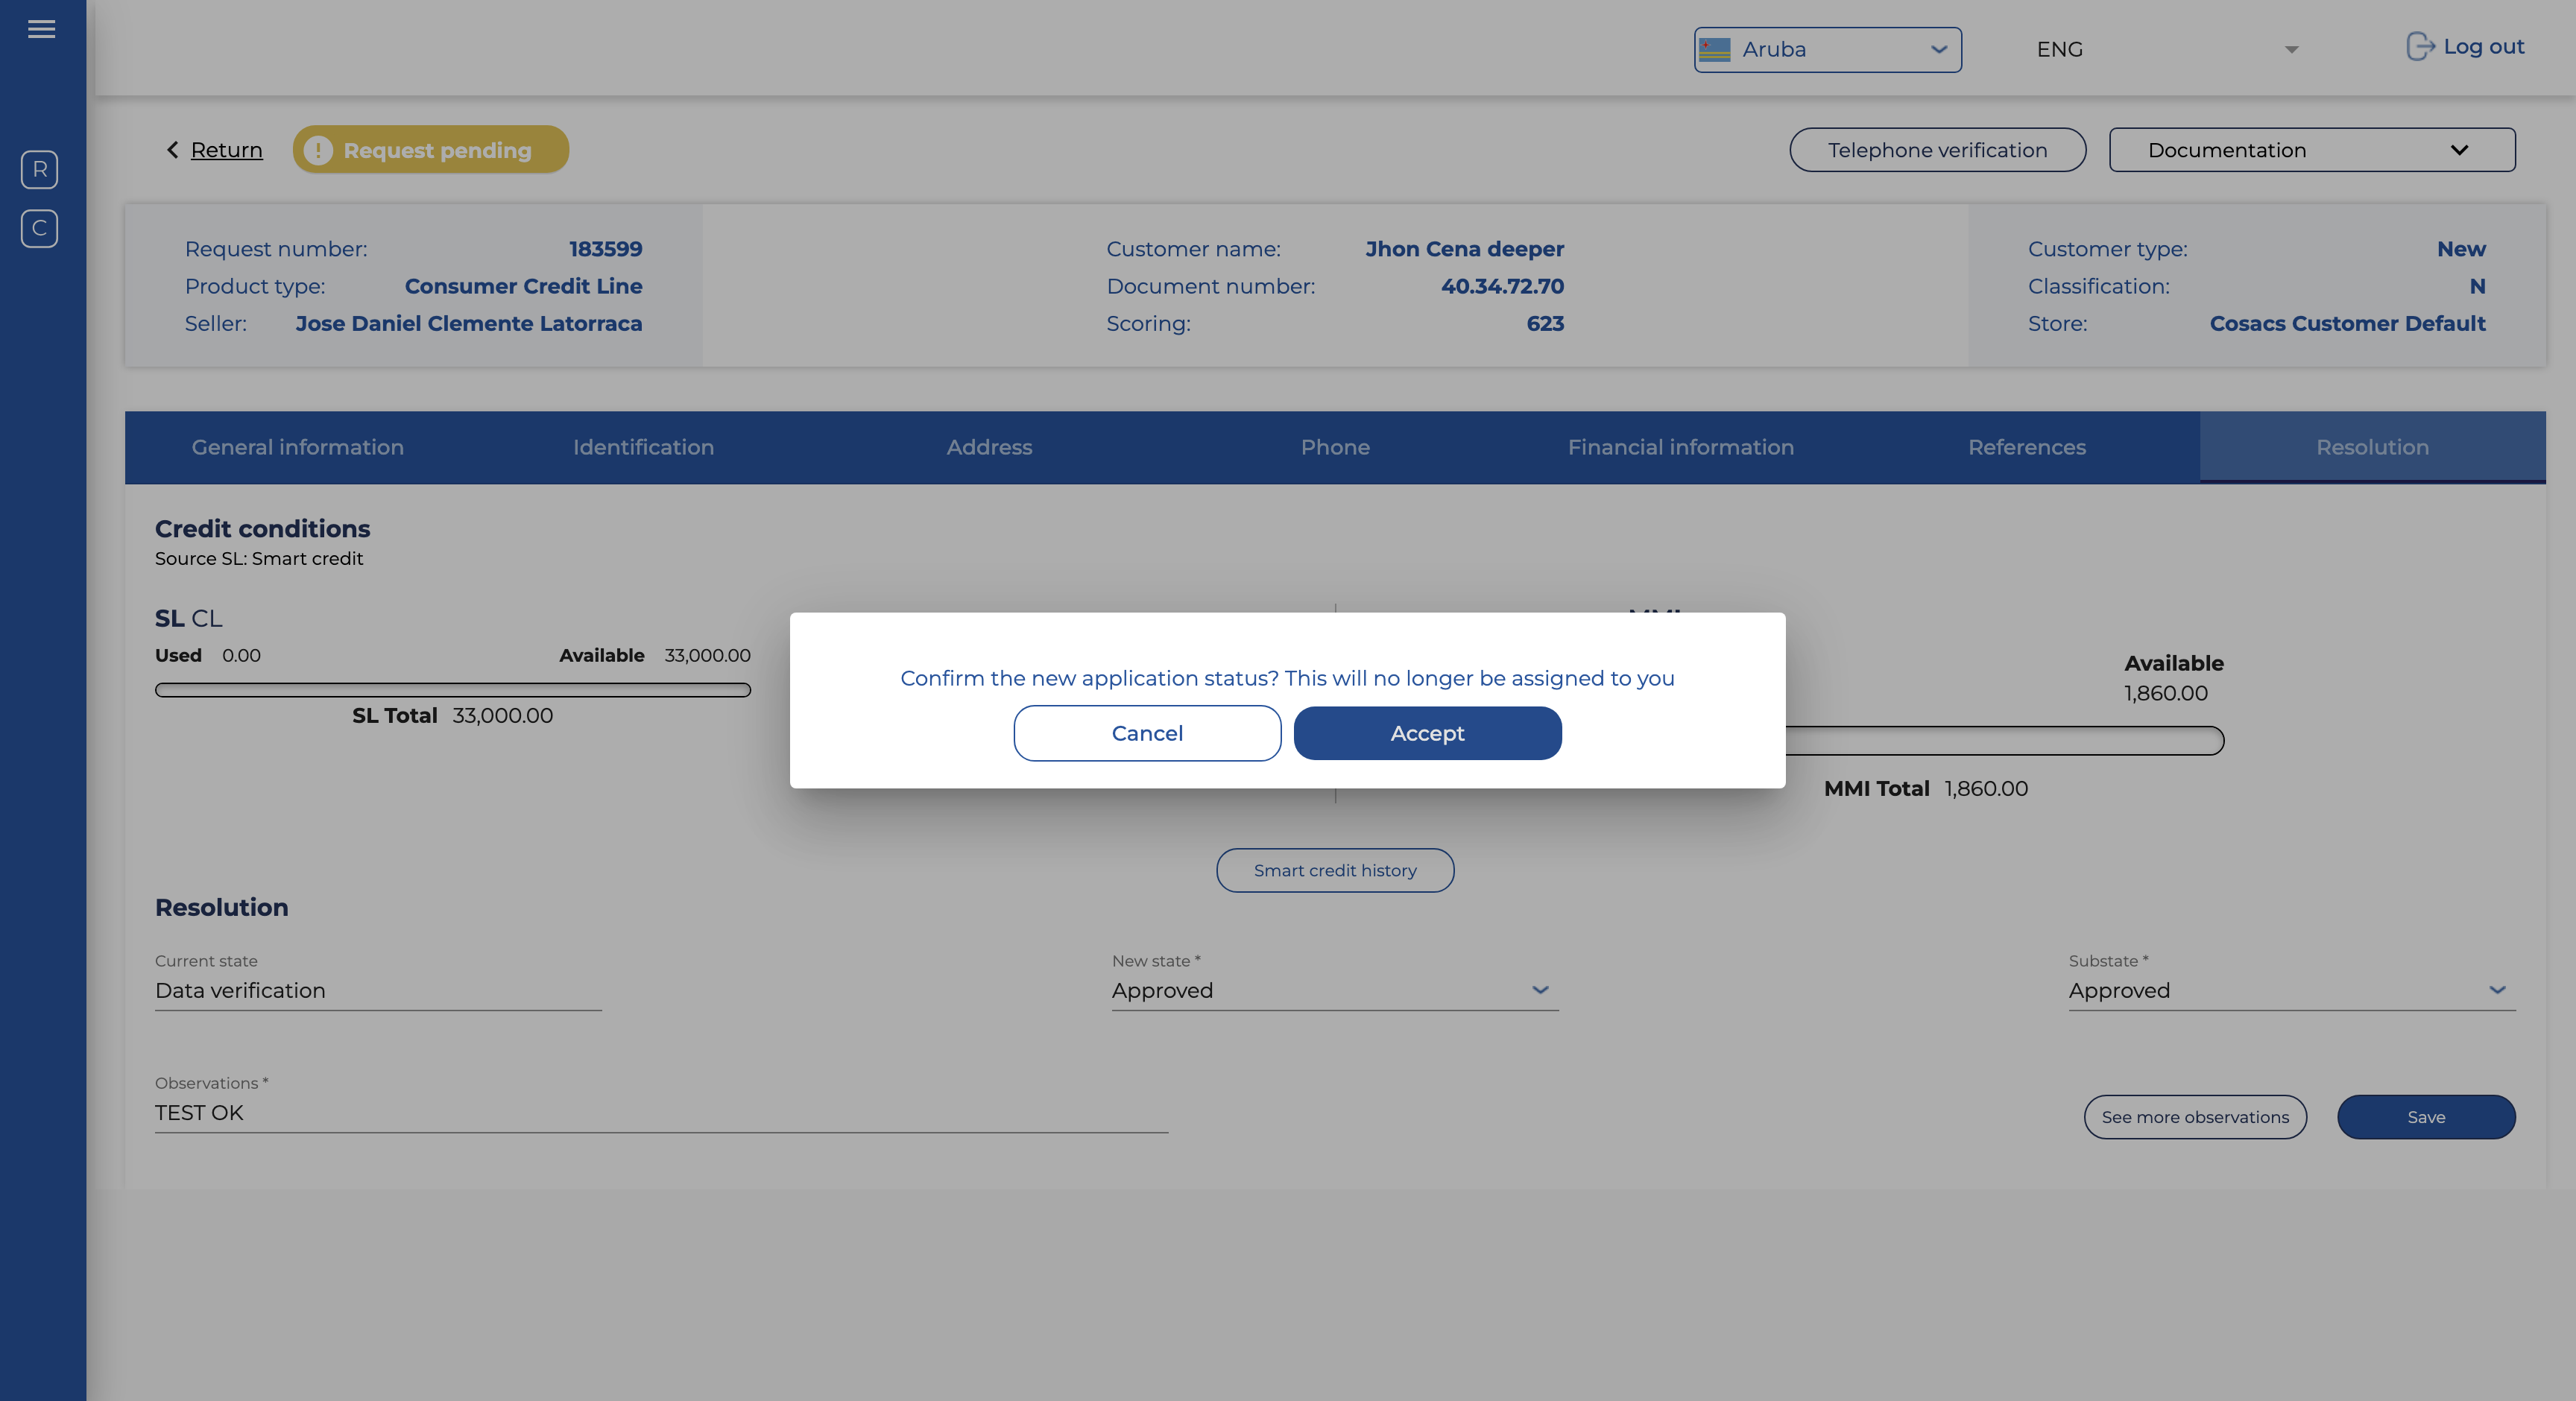 Aruba
ENG
Log out
R
C
Return
Request pending
Telephone verification
Documentation
Request number: 183599
Product type: Consumer Credit Line
Seller: Jose Daniel Clemente Latorraca
Customer name: Jhon Cena deeper
Document number: 40.34.72.70
Scoring: 623
Customer type: New
Classification: N
Store: Cosacs Customer Default
General information
Identification
Address
Phone
Financial information
References
Resolution
Credit conditions
Source SL: Smart credit
SL CL
Used 0.00
Available 33,000.00
SL Total 33,000.00
Available
1,860.00
MMI Total 1,860.00
Confirm the new application status? This will no longer be assigned to you
Cancel
Accept
Smart credit history
Resolution
Current state
Data verification
New state *
Approved
Substate *
Approved
Observations *
TEST OK
See more observations
Save